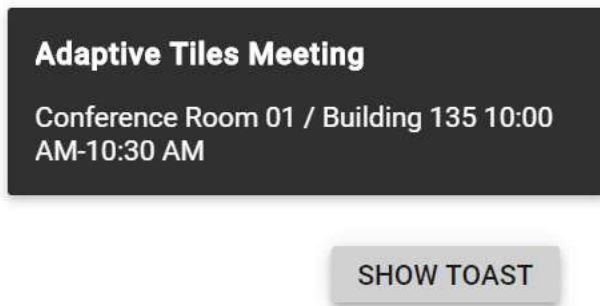 Adaptive Tiles Meeting
Conference Room 01 / Building 135 10:00
AM-10:30 AM
SHOW TOAST